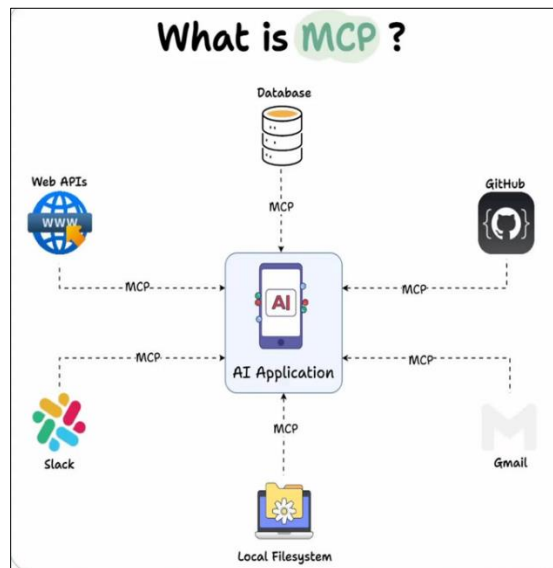 What is MCP ?
Database
Web APIs
GitHub
WWW
MCP
MCP
MCP
AI
AI Application
MCP
MCP
MCP
Slack
Gmail
Local Filesystem